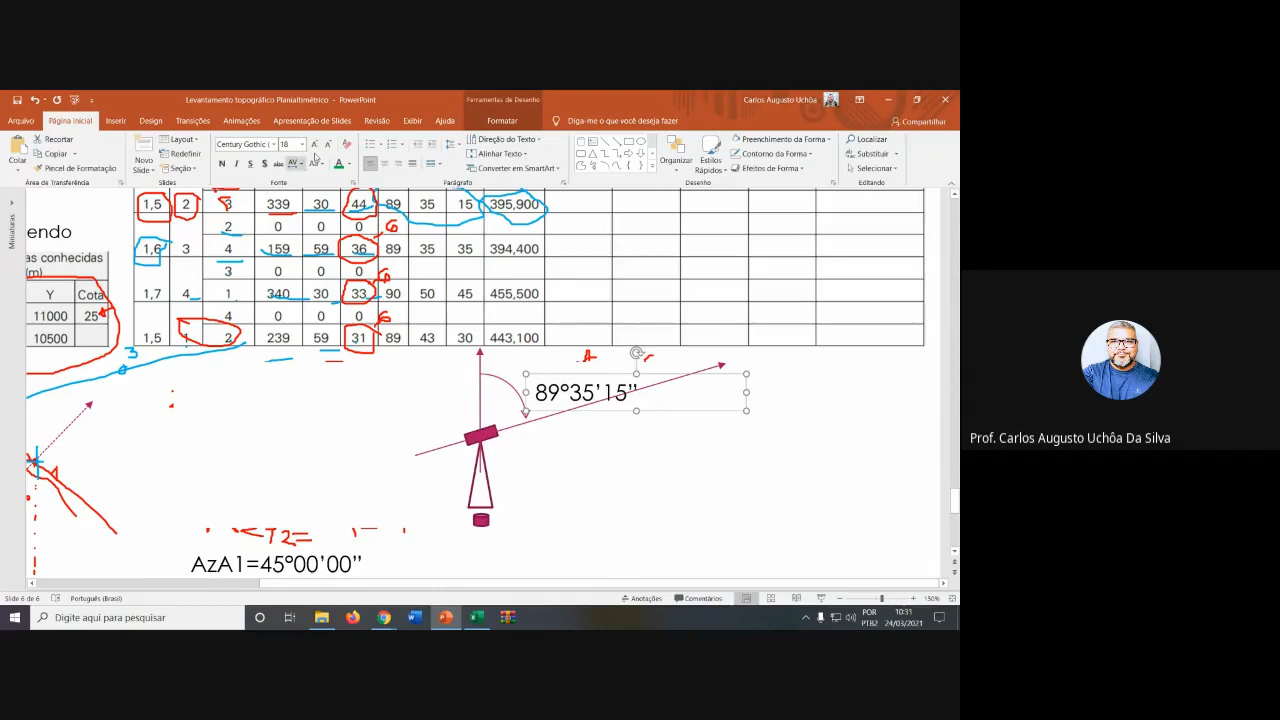 Levantamento topográfico Planialtimétrico - PowerPoint
Ferramentas de Desenho
Carlos Augusto Uchôa
Arquivo Página Inicial Inserir Design Transições Animações Apresentação de Slides Revisão Exibir Ajuda Formatar Diga-me o que você deseja fazer Compartilhar
Colar
Recortar
Copiar
Pincel de Formatação
Área de Transferência
Novo Slide
Layout
Redefinir
Seção
Slides
Century Gothic ( 18
N I S S abc AV Aa A
Fonte
Direção do Texto
Alinhar Texto
Converter em SmartArt
Parágrafo
Organizar
Estilos Rápidos
Preenchimento da Forma
Contorno da Forma
Efeitos de Forma
Desenho
Localizar
Substituir
Selecionar
Editando
Miniaturas
1,5 2 3 339 30 44 89 35 15 395,900
2 0 0 0 G
1,6 3 4 159 59 36 89 35 35 394,400
3 0 0 0 G
1,7 4 1 340 30 33 90 50 45 455,500
4 0 0 0 G
1,5 1 2 239 59 31 89 43 30 443,100
endo
as conhecidas
(m)
Y Cota
11000 25
10500
3
A
89°35'15"
AzA1=45°00'00"
Slide 6 de 6 Português (Brasil) Anotações Comentários 150%
Digite aqui para pesquisar
POR
PTB2
10:31
24/03/2021
Prof. Carlos Augusto Uchôa Da Silva